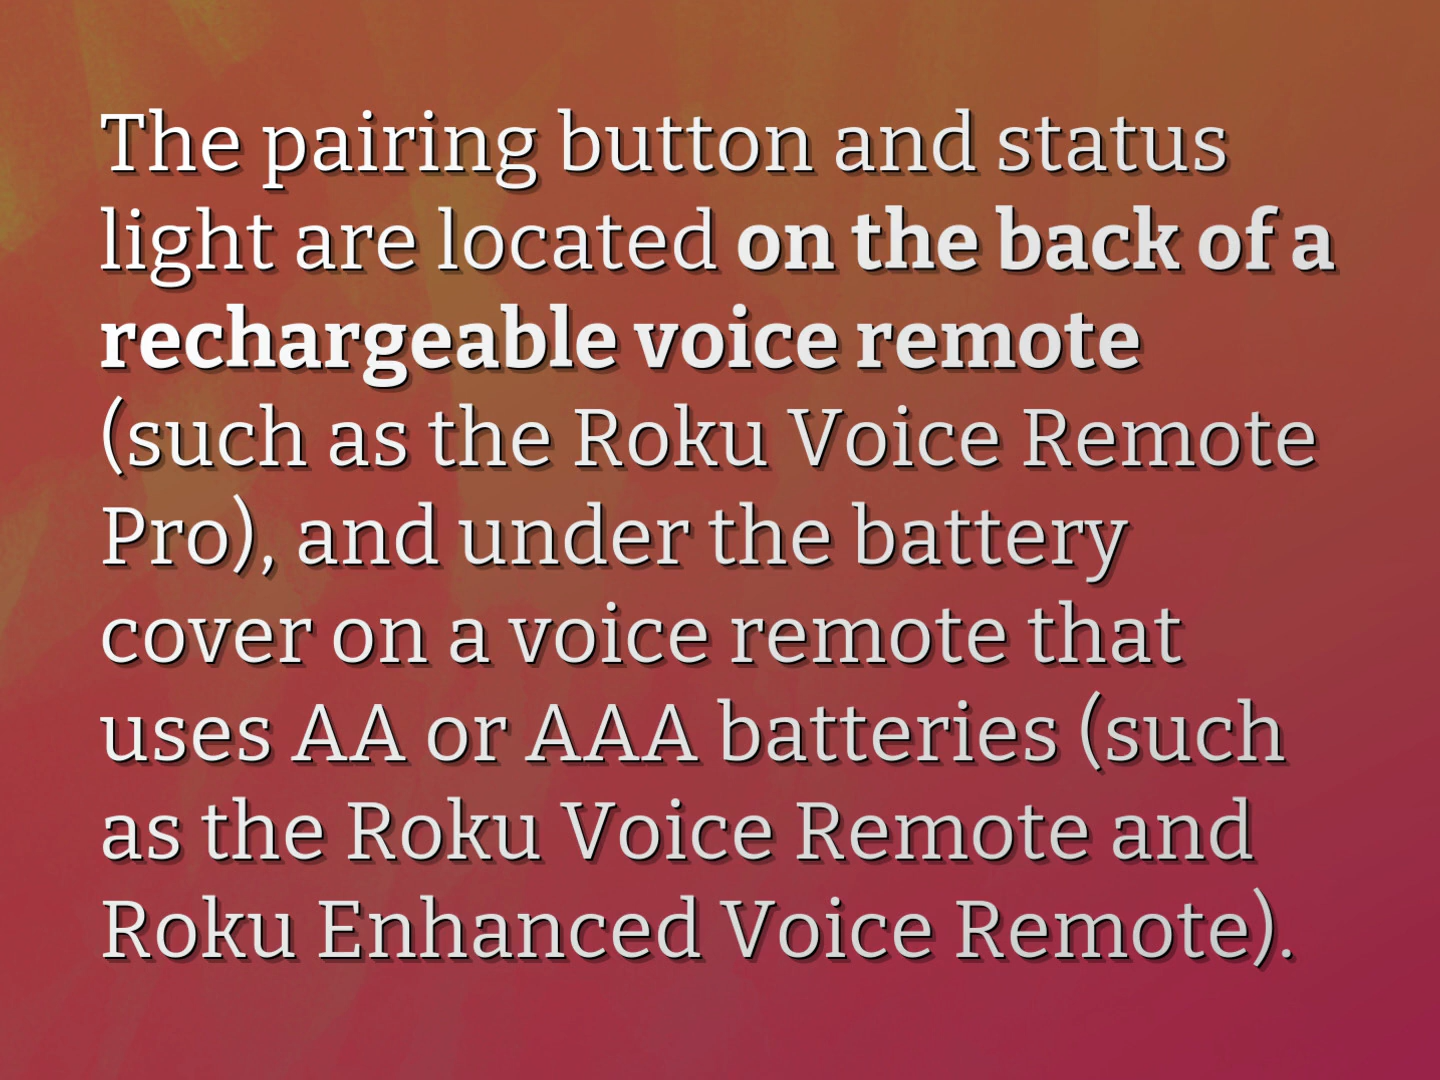 The pairing button and status
light are located on the back of a
rechargeable voice remote
(such as the Roku Voice Remote
Pro), and under the battery
cover on a voice remote that
uses AA or AAA batteries (such
as the Roku Voice Remote and
Roku Enhanced Voice Remote).